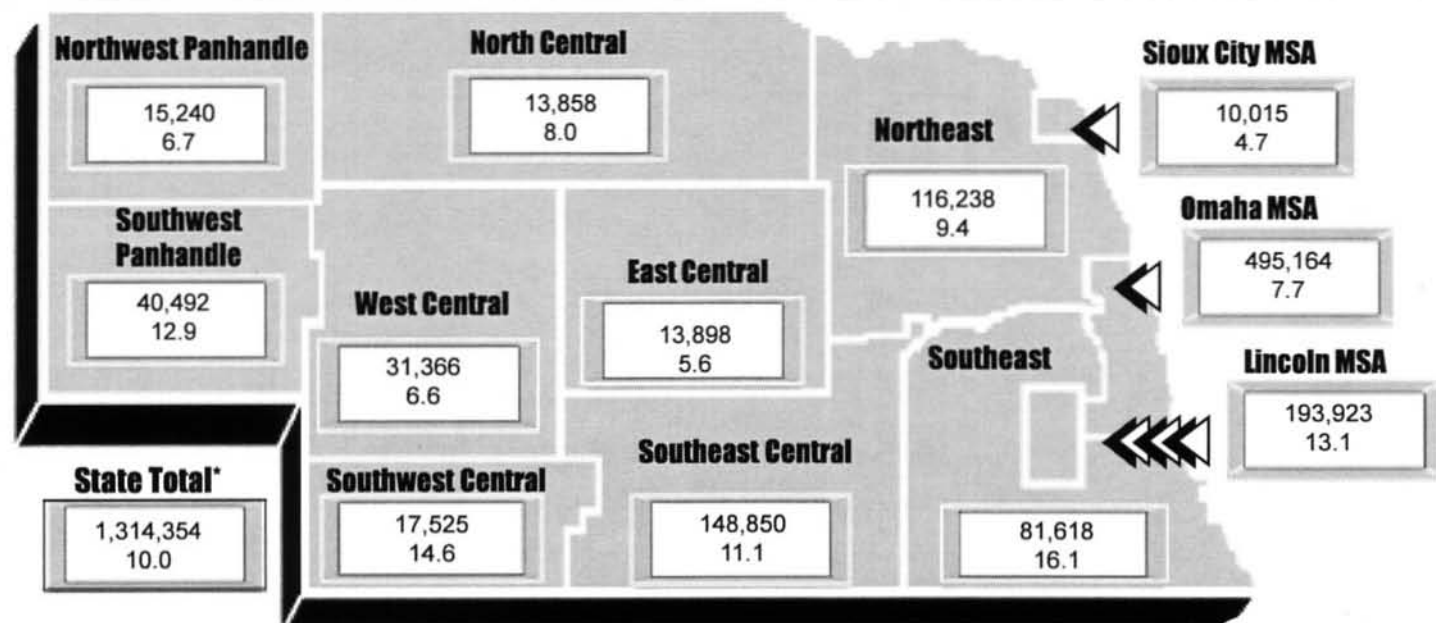 Northwest Panhandle
15,240
6.7
North Central
13,858
8.0
Northeast
116,238
9.4
Sioux City MSA
10,015
4.7
Southwest
Panhandle
40,492
12.9
West Central
31,366
6.6
East Central
13,898
5.6
Omaha MSA
495,164
7.7
Southeast
81,618
16.1
Lincoln MSA
193,923
13.1
State Total*
1,314,354
10.0
Southwest Central
17,525
14.6
Southeast Central
148,850
11.1